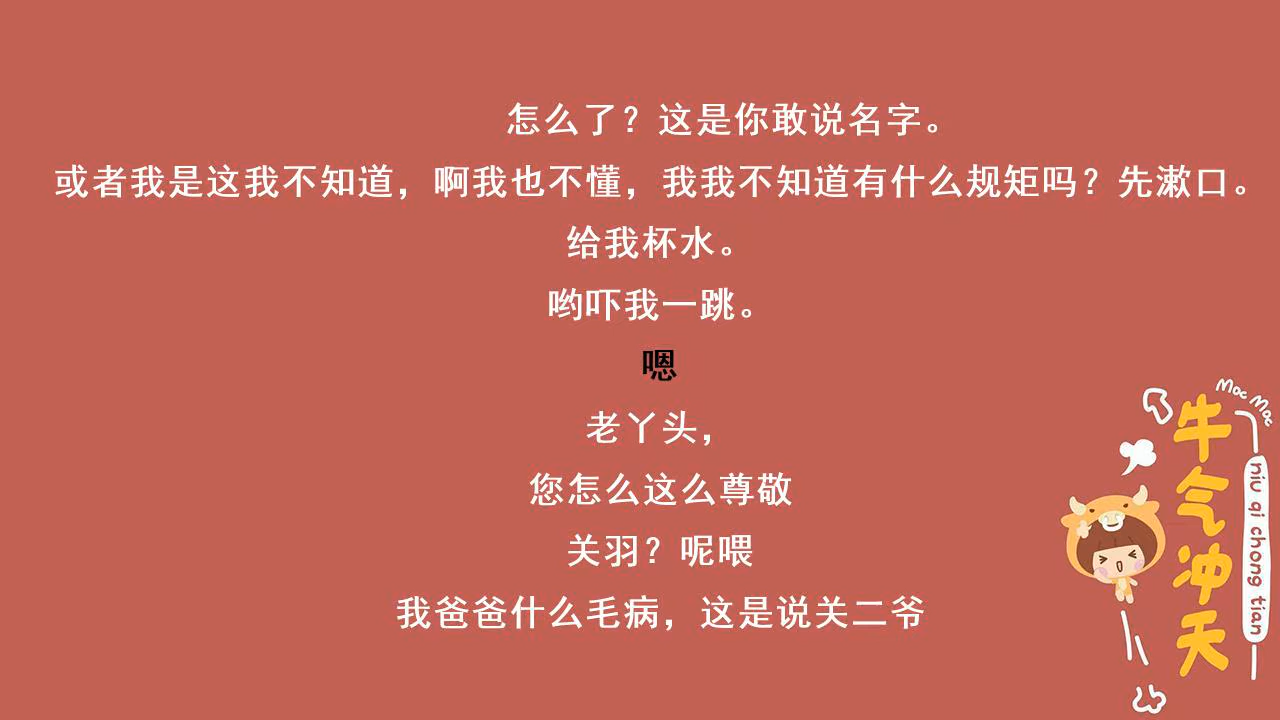 怎么了？这是你敢说名字。
或者我是这我不知道，啊我也不懂，我我不知道有什么规矩吗？先漱口。
给我杯水。
哟吓我一跳。
嗯
老丫头，
您怎么这么尊敬
关羽？呢喂
我爸爸什么毛病，这是说关二爷
Moc Moc
牛气冲天
niu qi chong tian